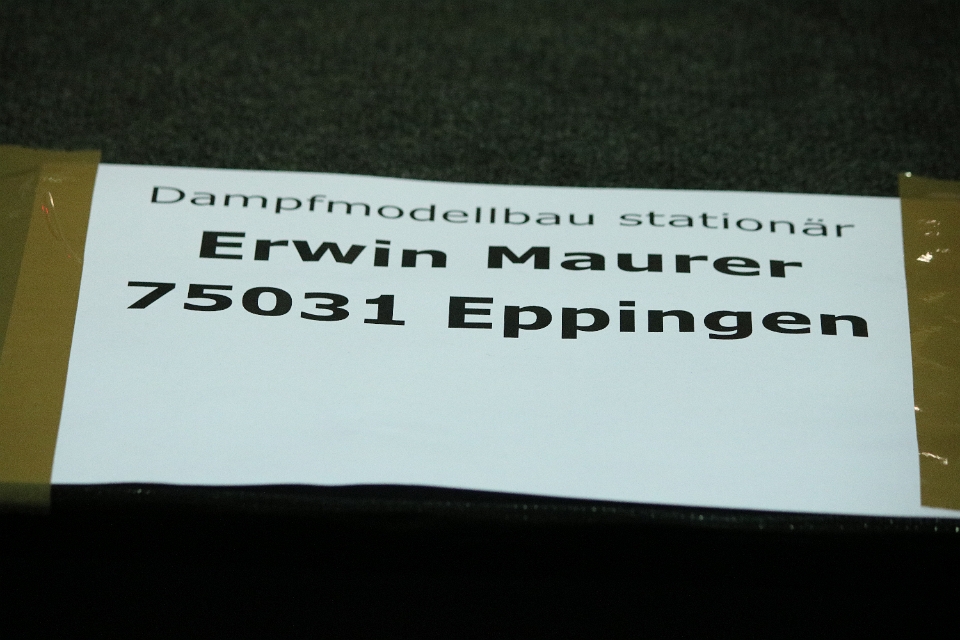 Dampfmodellbau stationär
Erwin Maurer
75031 Eppingen